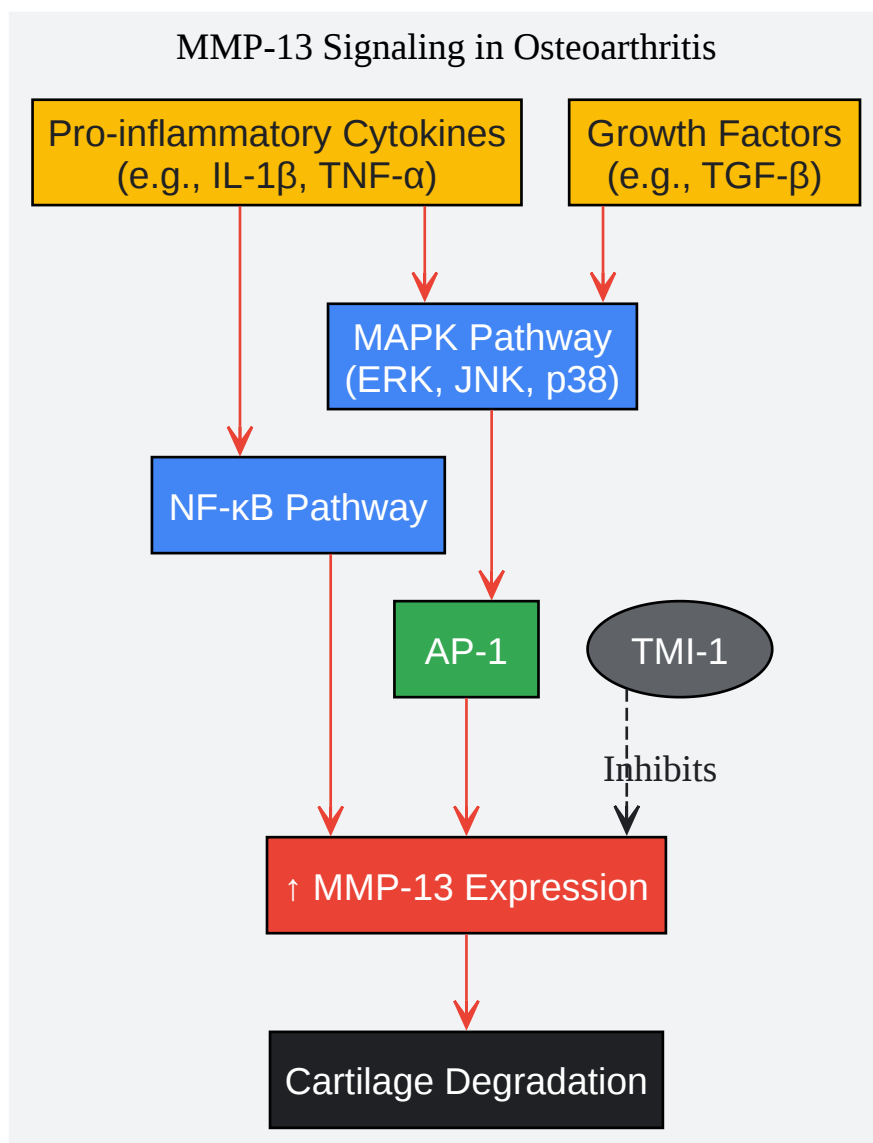 MMP-13 Signaling in Osteoarthritis
Pro-inflammatory Cytokines
(e.g., IL-1β, TNF-α)
Growth Factors
(e.g., TGF-β)
MAPK Pathway
(ERK, JNK, p38)
NF-κB Pathway
AP-1
TMI-1
Inhibits
↑ MMP-13 Expression
Cartilage Degradation